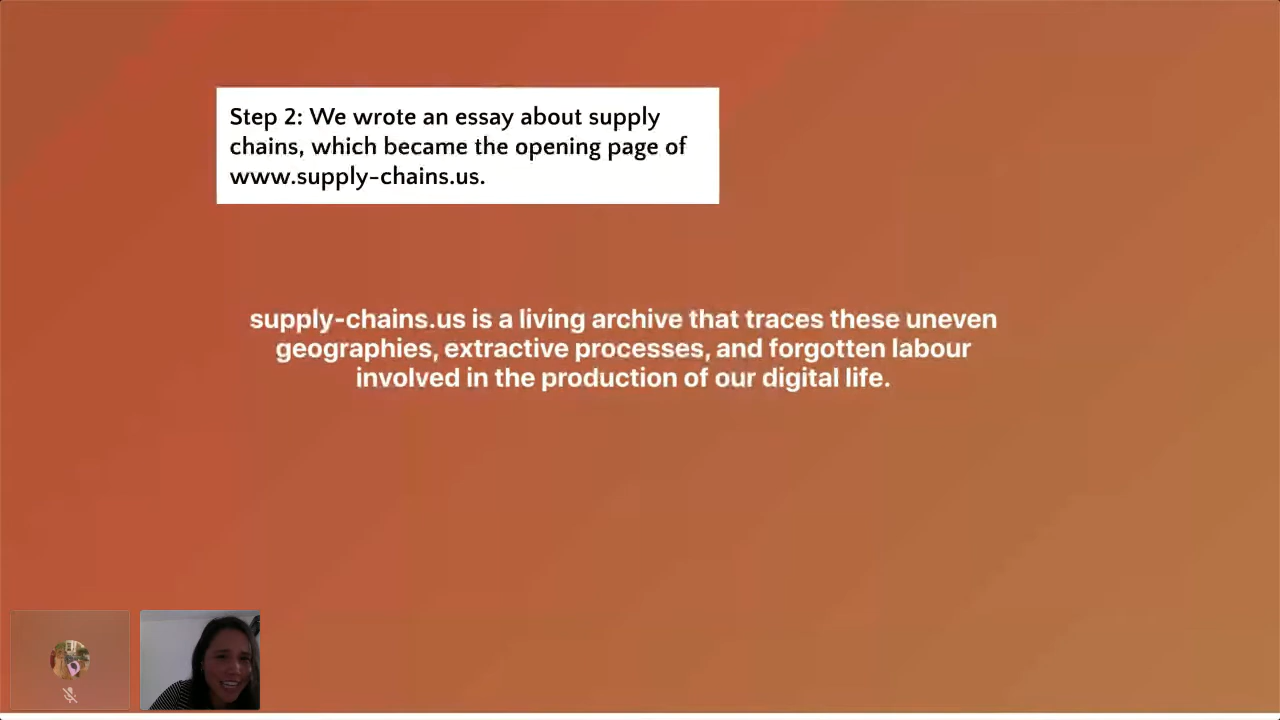 Step 2: We wrote an essay about supply
chains, which became the opening page of
www.supply-chains.us.
supply-chains.us is a living archive that traces these uneven
geographies, extractive processes, and forgotten labour
involved in the production of our digital life.